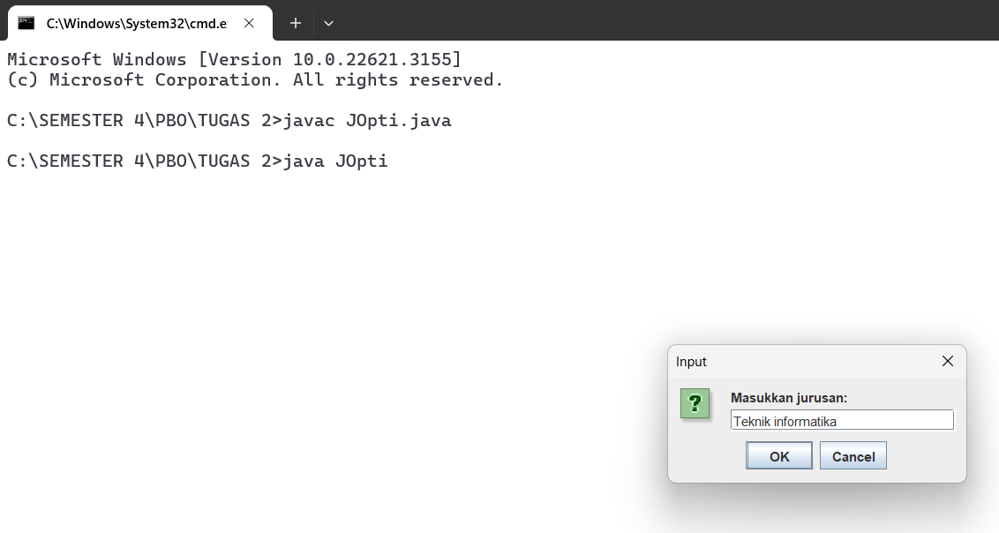 C:\Windows\System32\cmd.e
Microsoft Windows [Version 10.0.22621.3155]
(c) Microsoft Corporation. All rights reserved.
C:\SEMESTER 4\PBO\TUGAS 2>javac JOpti.java
C:\SEMESTER 4\PBO\TUGAS 2>java JOpti
Input
?
Masukkan jurusan:
Teknik informatika
OK Cancel